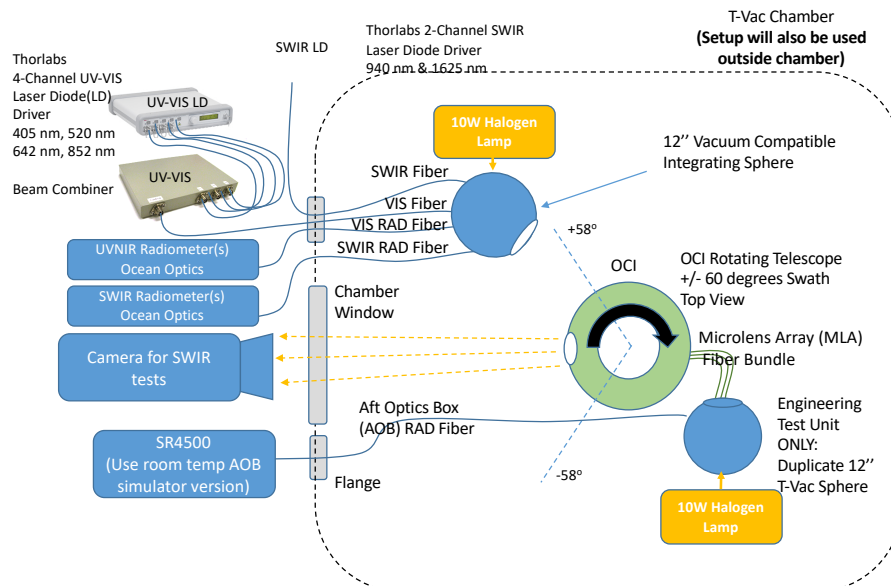 Thorlabs
4-Channel UV-VIS
Laser Diode(LD)
Driver
405 nm, 520 nm
642 nm, 852 nm
Beam Combiner
UV-VIS LD
UV-VIS
SWIR LD
Thorlabs 2-Channel SWIR
Laser Diode Driver
940 nm & 1625 nm
T-Vac Chamber
(Setup will also be used
outside chamber)
10W Halogen
Lamp
12’’ Vacuum Compatible
Integrating Sphere
SWIR Fiber
VIS Fiber
VIS RAD Fiber
SWIR RAD Fiber
UVNIR Radiometer(s)
Ocean Optics
SWIR Radiometer(s)
Ocean Optics
Chamber
Window
+58o
OCI
OCI Rotating Telescope
+/- 60 degrees Swath
Top View
Camera for SWIR
tests
Microlens Array (MLA)
Fiber Bundle
Aft Optics Box
(AOB) RAD Fiber
SR4500
(Use room temp AOB
simulator version)
Flange
-58o
Engineering
Test Unit
ONLY:
Duplicate 12’’
T-Vac Sphere
10W Halogen
Lamp